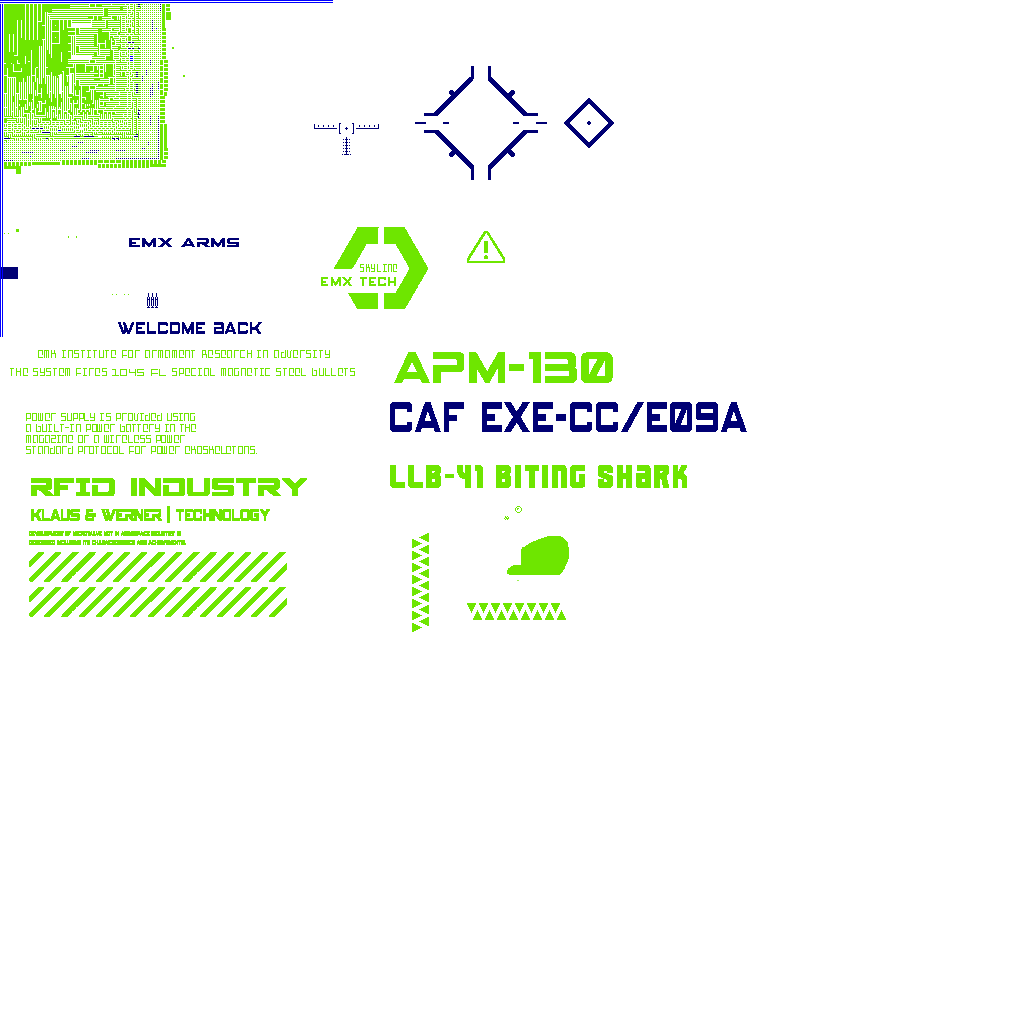 EMX ARMS
SKYLINE
EMX TECH
WELCOME BACK
EMX INSTITUTE FOR ARMAMENT RESEARCH IN ADVERSITY
THE SYSTEM FIRES 1045 FL SPECIAL MAGNETIC STEEL BULLETS
APM-130
CAF EXE-CC/E09A
POWER SUPPLY IS PROVIDED USING
A BUILT-IN POWER BATTERY IN THE
MAGAZINE OR A WIRELESS POWER
STANDARD PROTOCOL FOR POWER EXOSKELETONS.
LLB-41 BITING SHARK
RFID INDUSTRY
KLAUS & WERNER | TECHNOLOGY